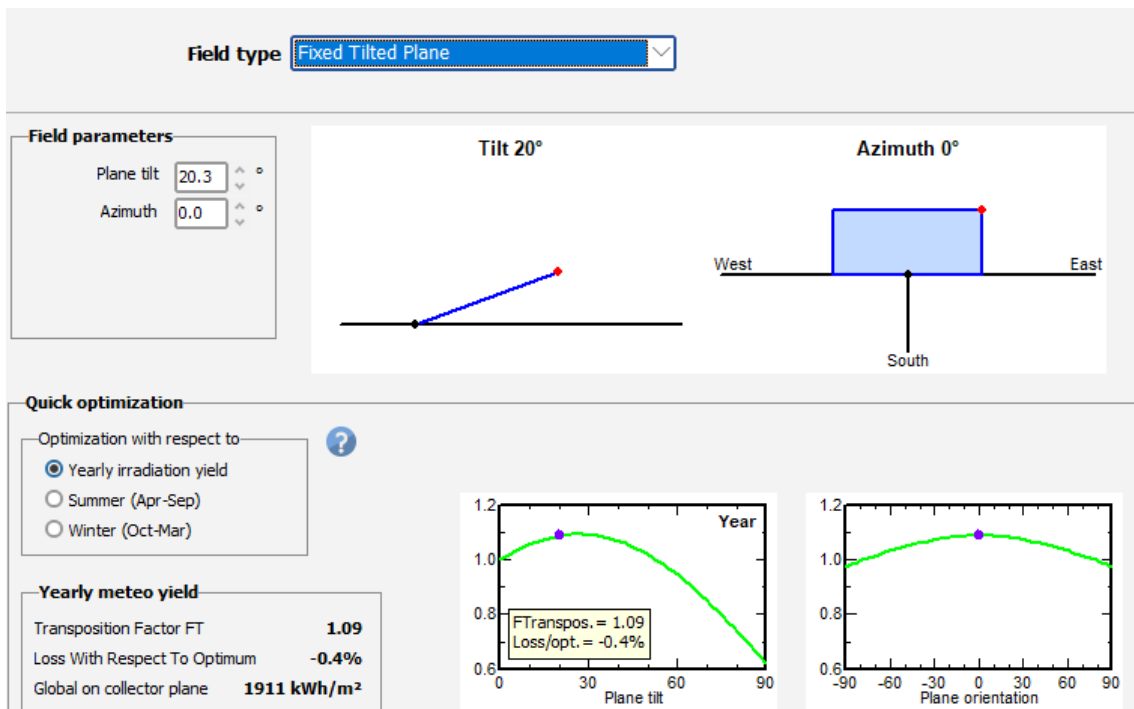 Field type Fixed Tilted Plane
Field parameters
Plane tilt 20.3 °
Azimuth 0.0 °
Tilt 20°
Azimuth 0°
West
East
South
Quick optimization
Optimization with respect to
Yearly irradiation yield
Summer (Apr-Sep)
Winter (Oct-Mar)
?
Yearly meteo yield
Transposition Factor FT 1.09
Loss With Respect To Optimum -0.4%
Global on collector plane 1911 kWh/m²
Year
1.2
1.0
0.8
0.6
FTranspos.= 1.09
Loss/opt.= -0.4%
0 30 60 90
Plane tilt
1.2
1.0
0.8
0.6
-90 -60 -30 0 30 60 90
Plane orientation